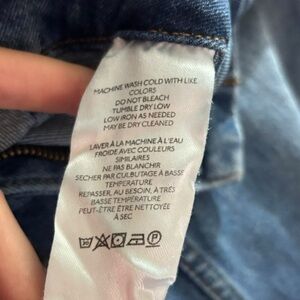 MACHINE WASH COLD WITH LIKE
COLORS
DO NOT BLEACH
TUMBLE DRY LOW
LOW IRON AS NEEDED
MAY BE DRY CLEANED
LAVER À LA MACHINE À L'EAU
FROIDE AVEC COULEURS
SIMILAIRES
NE PAS BLANCHIR
SECHER PAR CULBUTAGE À BASSE
TEMPERATURE
REPASSER, AU BESOIN, À TRÈS
BASSE TEMPERATURE
PEUT-ÊTRE ÊTRE NETTOYÉE
À SEC